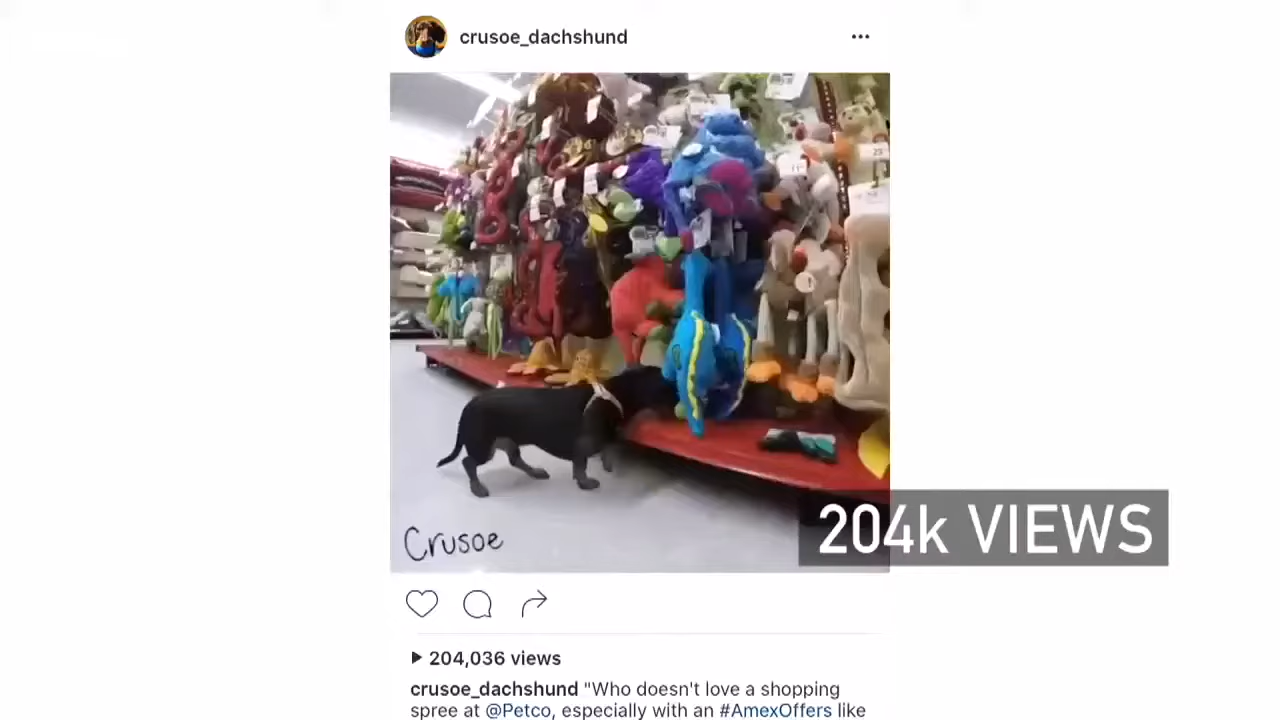 crusoe_dachshund
Crusoe
204k VIEWS
204,036 views
crusoe_dachshund "Who doesn't love a shopping
spree at @Petco, especially with an #AmexOffers like